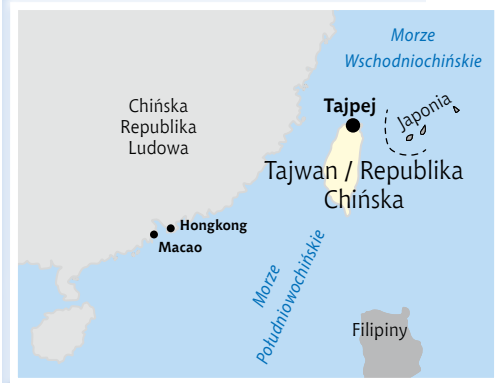 Morze
Wschodniochińskie
Chińska
Republika
Ludowa
Tajpej
Japonia
Tajwan / Republika
Chińska
Hongkong
Macao
Morze
Południowochińskie
Filipiny